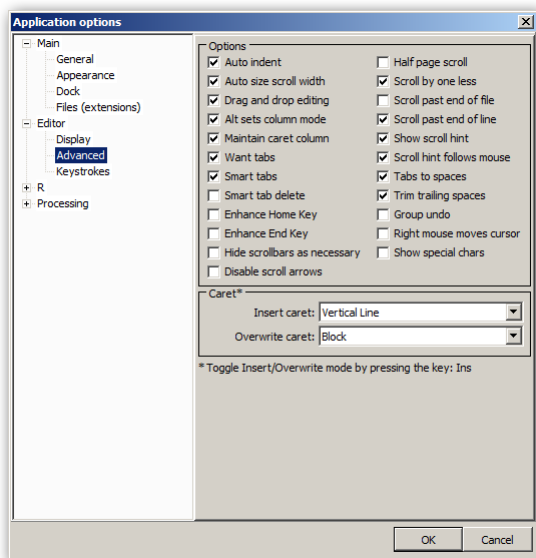 Application options
Main
General
Appearance
Dock
Files (extensions)
Editor
Display
Advanced
Keystrokes
R
Processing
Options
Auto indent
Auto size scroll width
Drag and drop editing
Alt sets column mode
Maintain caret column
Want tabs
Smart tabs
Smart tab delete
Enhance Home Key
Enhance End Key
Hide scrollbars as necessary
Disable scroll arrows
Half page scroll
Scroll by one less
Scroll past end of file
Scroll past end of line
Show scroll hint
Scroll hint follows mouse
Tabs to spaces
Trim trailing spaces
Group undo
Right mouse moves cursor
Show special chars
Caret*
Insert caret: Vertical Line
Overwrite caret: Block
* Toggle Insert/Overwrite mode by pressing the key: Ins
OK Cancel